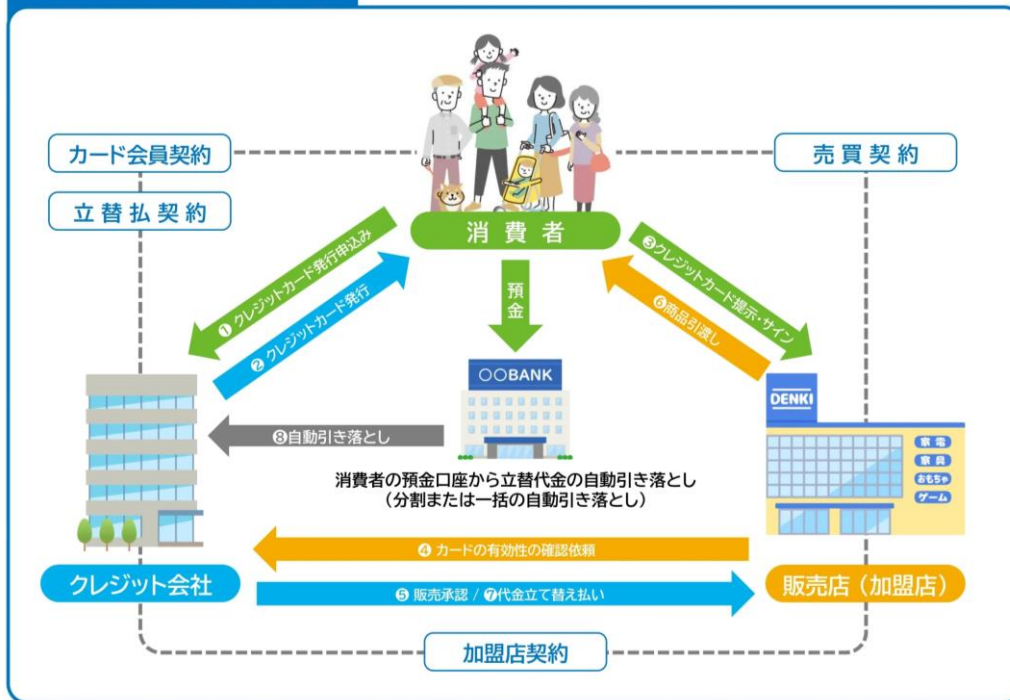 カード会員契約
売買契約
立替払契約
消費者
❶クレジットカード発行申込み
❷クレジットカード発行
預金
❸クレジットカード提示・サイン
❻商品引渡し
○○BANK
DENKI
家電
家具
おもちゃ
ゲーム
❽自動引き落とし
消費者の預金口座から立替代金の自動引き落とし
（分割または一括の自動引き落とし）
❹カードの有効性の確認依頼
クレジット会社
❺販売承認 / ❼代金立て替え払い
販売店（加盟店）
加盟店契約